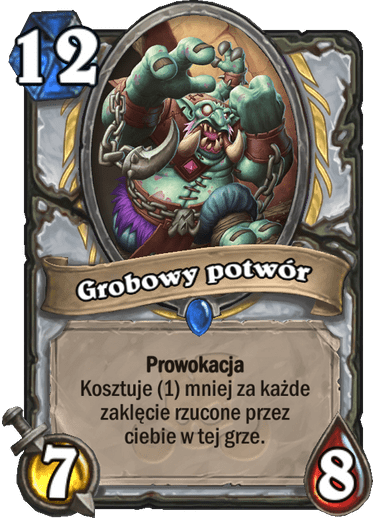 12
Grobowy potwór
Prowokacja
Kosztuje (1) mniej za każde
zaklęcie rzucone przez
ciebie w tej grze.
7
8